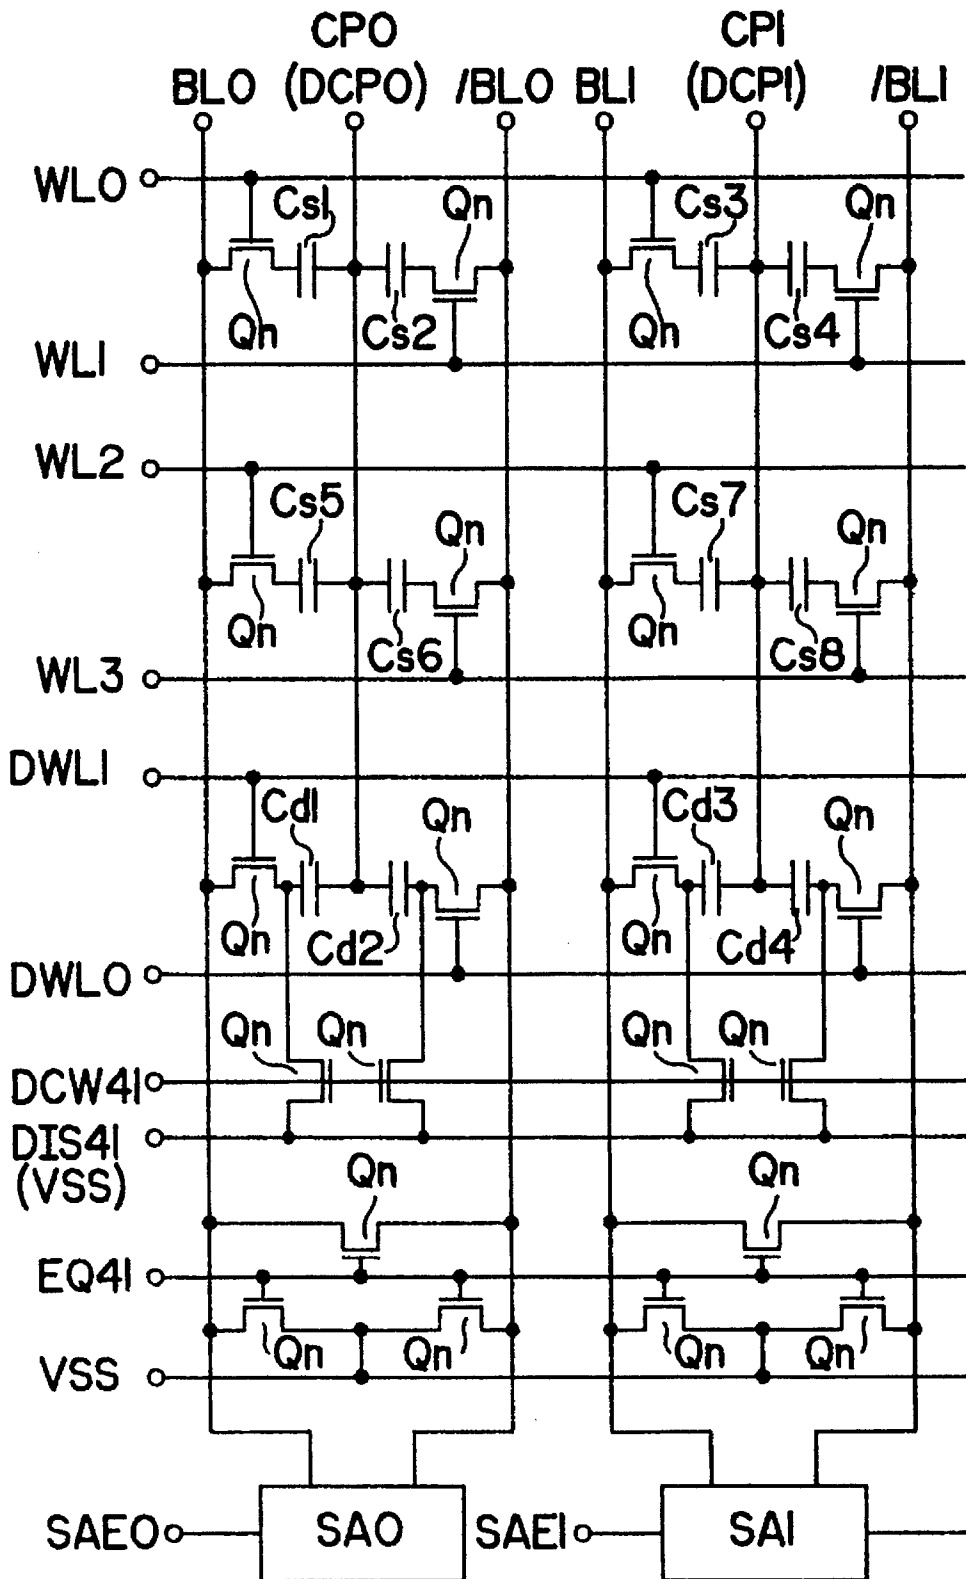 CP0 CP1
BL0 (DCP0) /BL0 BL1 (DCP1) /BL1
WL0
Cs1 Qn Cs3 Qn
Qn Cs2 Qn Cs4
WL1
WL2
Cs5 Qn Cs7 Qn
Qn Cs6 Qn Cs8
WL3
DWL1
Cd1 Qn Cd3 Qn
Qn Cd2 Qn Cd4
DWL0
Qn Qn Qn Qn
DCW41
DIS41
(VSS)
Qn Qn
EQ41
Qn Qn Qn Qn
VSS
SAE0 SA0 SAE1 SA1